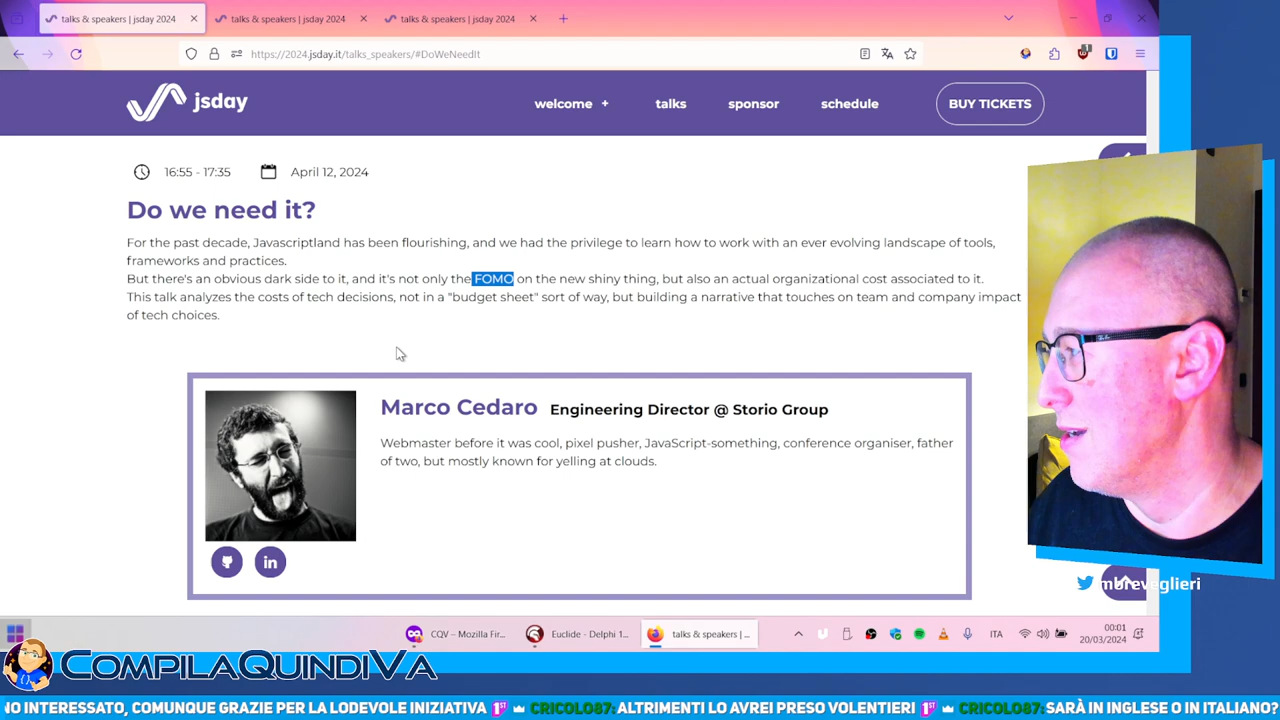 talks & speakers | jsday 2024
talks & speakers | jsday 2024
talks & speakers | jsday 2024
https://2024.jsday.it/talks_speakers/#DoWeNeedIt
jsday
welcome +
talks
sponsor
schedule
BUY TICKETS
16:55 - 17:35
April 12, 2024
Do we need it?
For the past decade, Javascriptland has been flourishing, and we had the privilege to learn how to work with an ever evolving landscape of tools,
frameworks and practices.
But there's an obvious dark side to it, and it's not only the FOMO on the new shiny thing, but also an actual organizational cost associated to it.
This talk analyzes the costs of tech decisions, not in a "budget sheet" sort of way, but building a narrative that touches on team and company impact
of tech choices.
Marco Cedaro Engineering Director @ Storio Group
Webmaster before it was cool, pixel pusher, JavaScript-something, conference organiser, father
of two, but mostly known for yelling at clouds.
in
mbreveglieri
CQV – Mozilla Fir...
Euclide - Delphi 1...
talks & speakers | ...
ITA
00:01
20/03/2024
COMPILAQUINDIVA
NO INTERESSATO, COMUNQUE GRAZIE PER LA LODEVOLE INIZIATIVA 1ST CRICOLO87: ALTRIMENTI LO AVREI PRESO VOLENTIERI 1ST CRICOLO87: SARÀ IN INGLESE O IN ITALIANO?